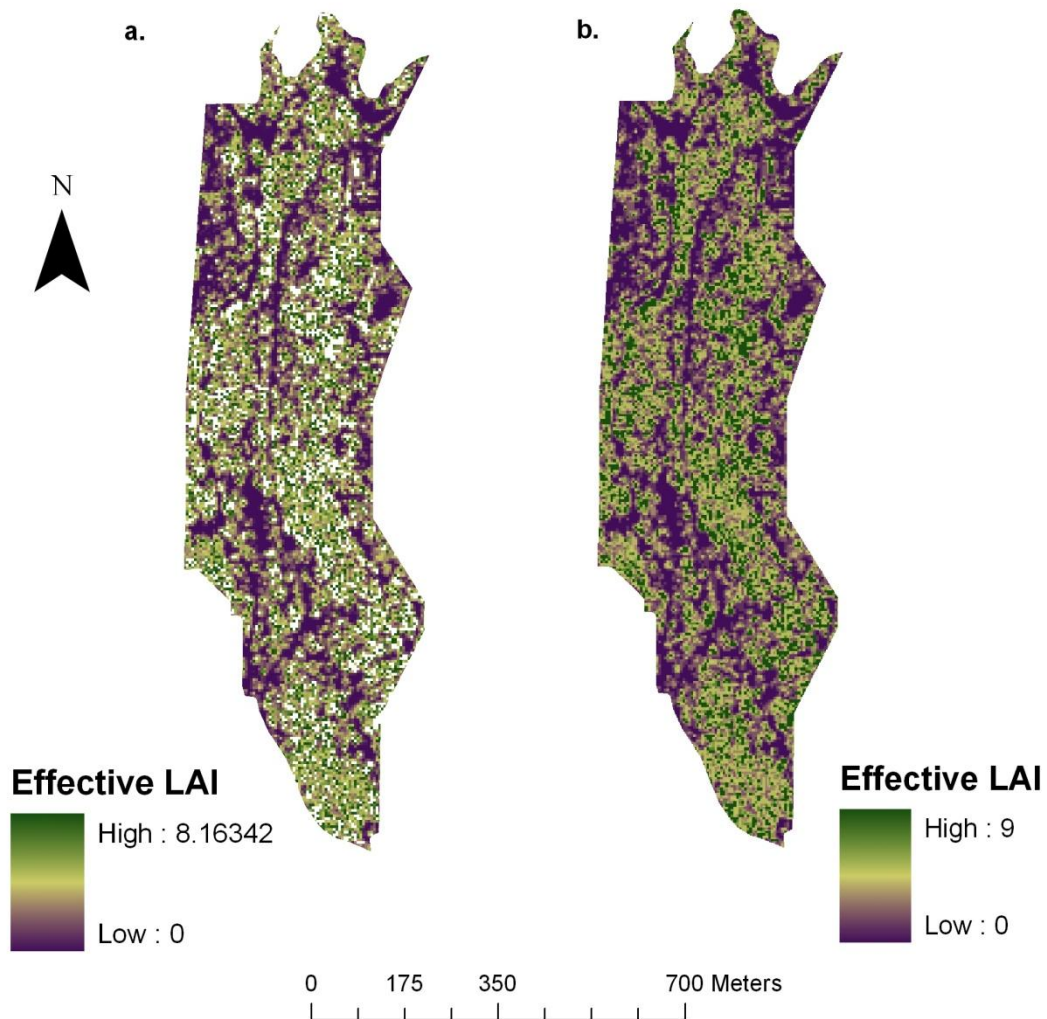 a.
b.
N
Effective LAI
High : 8.16342
Low : 0
Effective LAI
High : 9
Low : 0
0 175 350 700 Meters